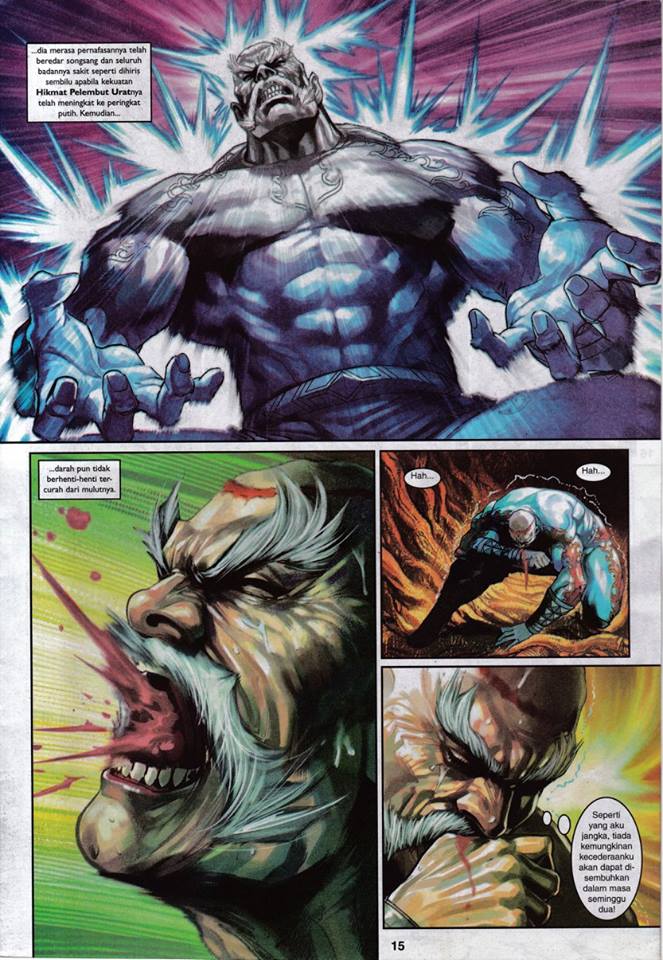 ...dia merasa pernafasannya telah
beredar songsang dan seluruh
badannya sakit seperti dihiris
sembilu apabila kekuatan
Hikmat Pelembut Uratnya
telah meningkat ke peringkat
putih. Kemudian...
...darah pun tidak
berhenti-henti ter-
curah dari mulutnya.
Hah...
Hah...
Seperti
yang aku
jangka, tiada
kemungkinan
kecederaanku
akan dapat di-
sembuhkan
dalam masa
seminggu
dua!
15